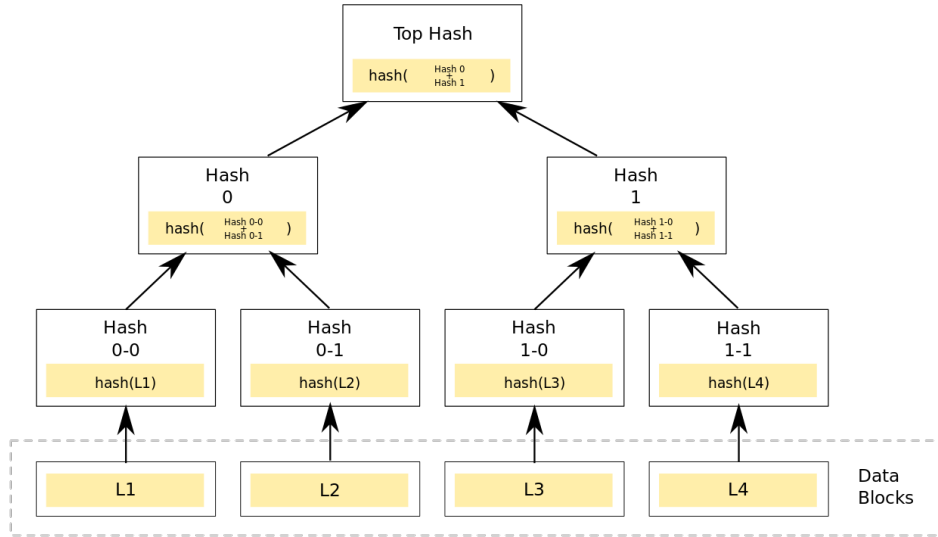 Top Hash
hash( Hash 0 + Hash 1 )
Hash
0
hash( Hash 0-0 + Hash 0-1 )
Hash
1
hash( Hash 1-0 + Hash 1-1 )
Hash
0-0
hash(L1)
Hash
0-1
hash(L2)
Hash
1-0
hash(L3)
Hash
1-1
hash(L4)
L1
L2
L3
L4
Data
Blocks